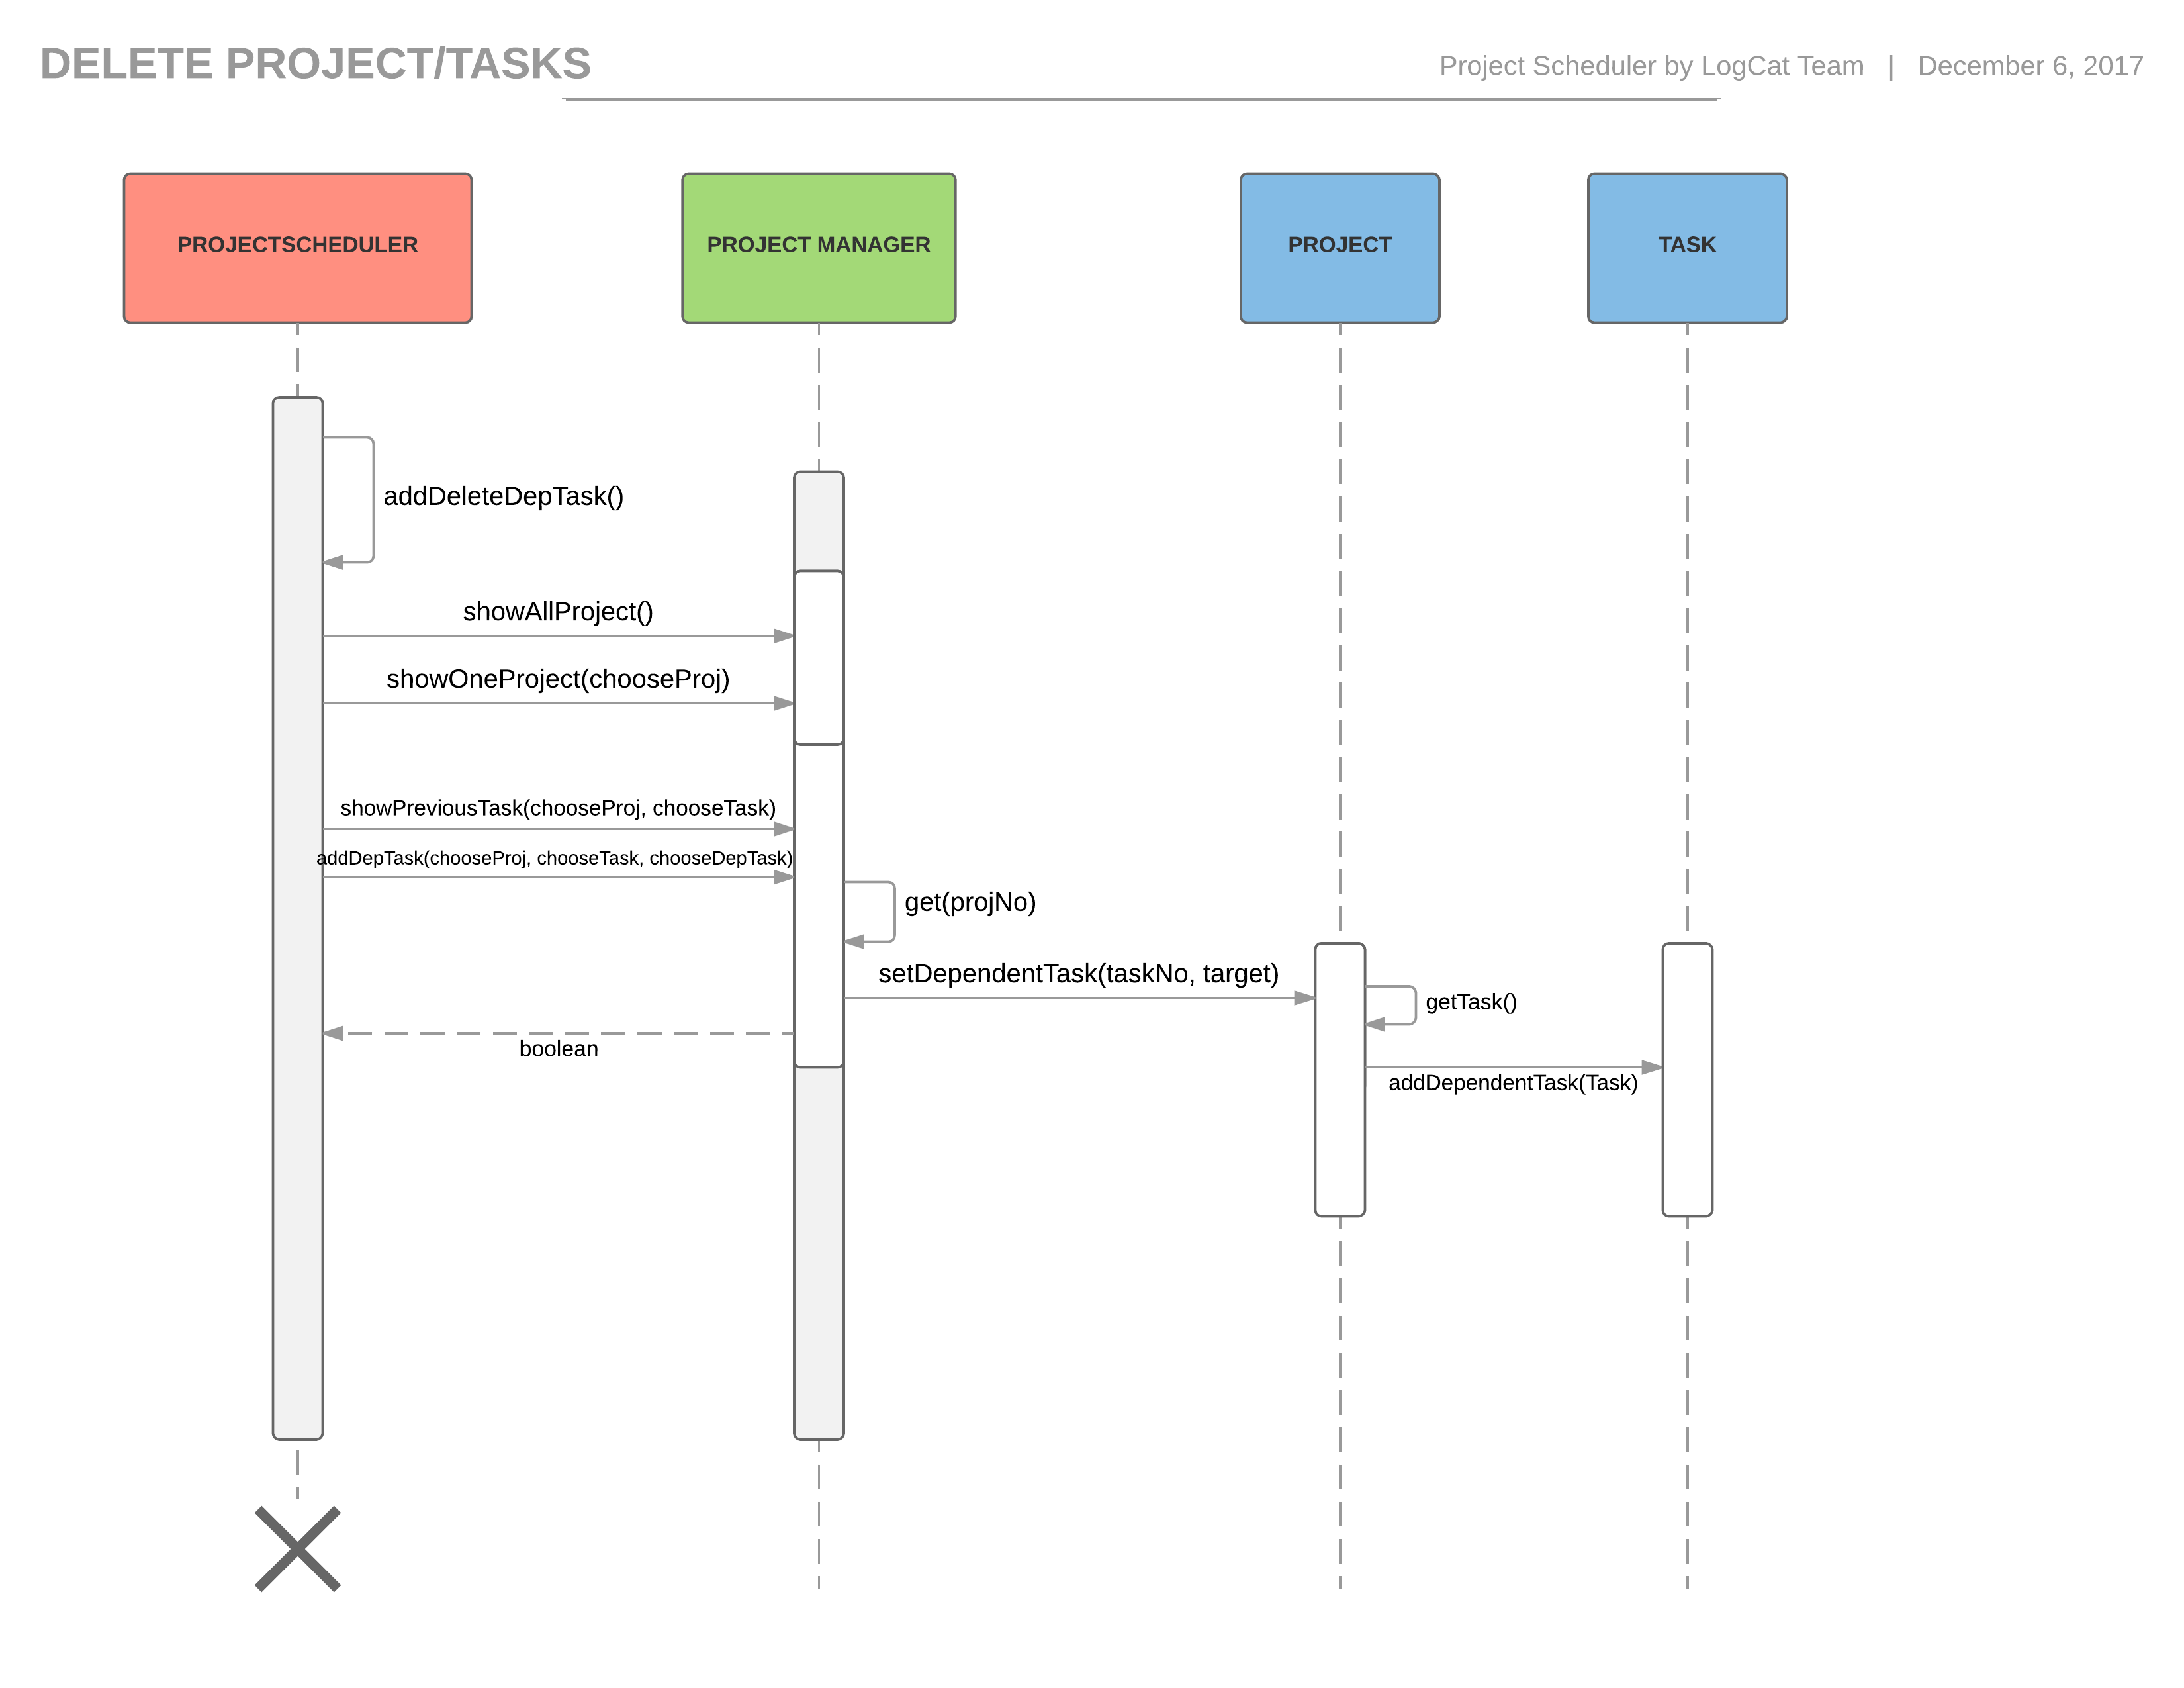 DELETE PROJECT/TASKS
Project Scheduler by LogCat Team | December 6, 2017
PROJECTSCHEDULER
PROJECT MANAGER
PROJECT
TASK
addDeleteDepTask()
showAllProject()
showOneProject(chooseProj)
showPreviousTask(chooseProj, chooseTask)
addDepTask(chooseProj, chooseTask, chooseDepTask)
get(projNo)
setDependentTask(taskNo, target)
getTask()
boolean
addDependentTask(Task)